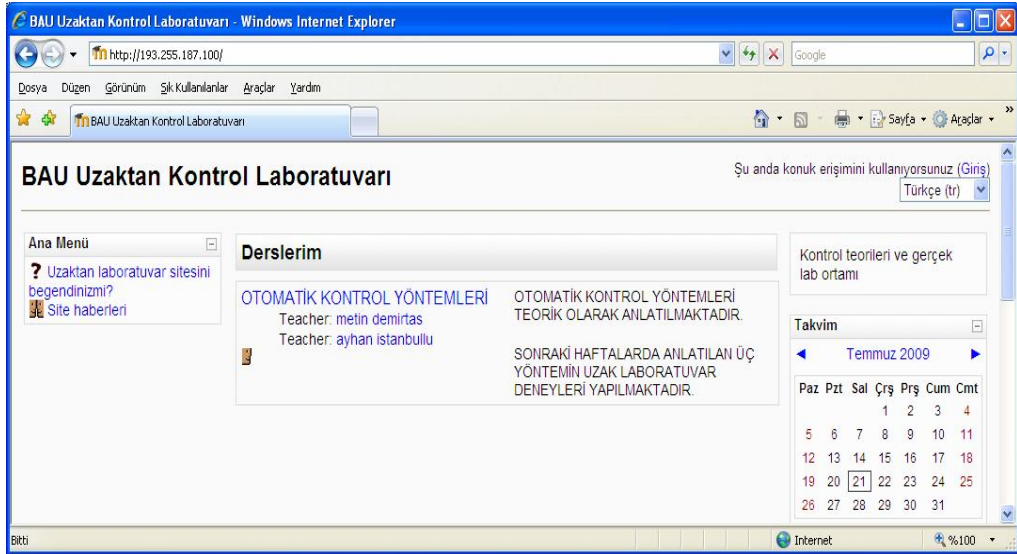 BAU Uzaktan Kontrol Laboratuvarı - Windows Internet Explorer
http://193.255.187.100/
Google
Dosya Düzen Görünüm Sık Kullanılanlar Araçlar Yardım
BAU Uzaktan Kontrol Laboratuvarı
Sayfa Araçlar »
BAU Uzaktan Kontrol Laboratuvarı
Şu anda konuk erişimini kullanıyorsunuz (Giriş)
Türkçe (tr)
Ana Menü
Uzaktan laboratuvar sitesini
begendinizmi?
Site haberleri
Derslerim
OTOMATİK KONTROL YÖNTEMLERİ
Teacher: metin demirtas
Teacher: ayhan istanbullu
OTOMATİK KONTROL YÖNTEMLERİ
TEORİK OLARAK ANLATILMAKTADIR.
SONRAKİ HAFTALARDA ANLATILAN ÜÇ
YÖNTEMİN UZAK LABORATUVAR
DENEYLERİ YAPILMAKTADIR.
Kontrol teorileri ve gerçek
lab ortamı
Takvim
Temmuz 2009
Paz Pzt Sal Çrş Prş Cum Cmt
1 2 3 4
5 6 7 8 9 10 11
12 13 14 15 16 17 18
19 20 21 22 23 24 25
26 27 28 29 30 31
Bitti
Internet
%100